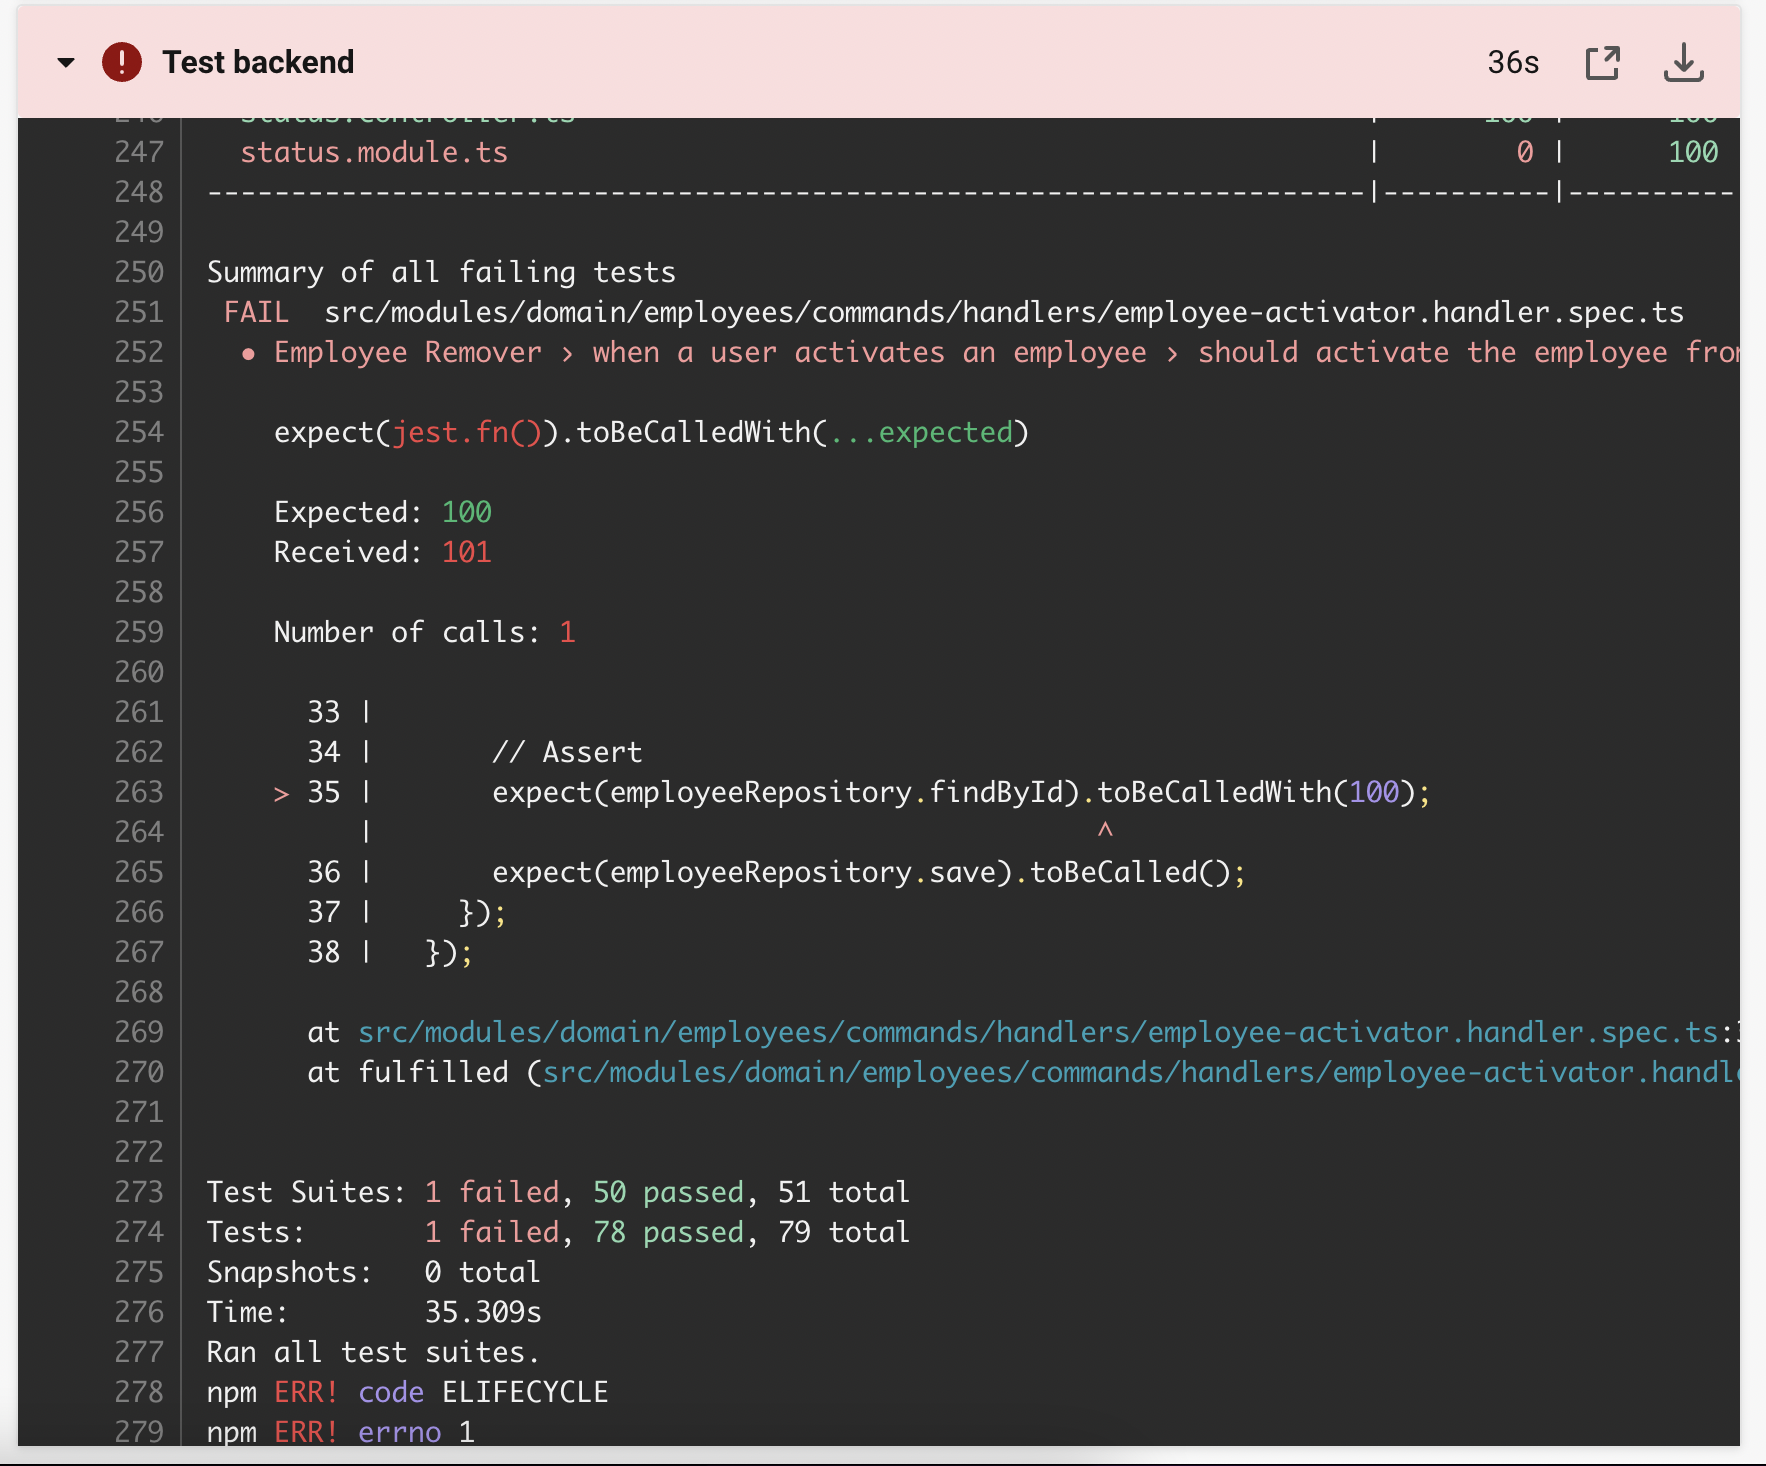 Test backend 36s
246 status.controller.ts | 100 | 100
247 status.module.ts | 0 | 100
248 ---------------------------------------------------------------------|----------|----------
249
250 Summary of all failing tests
251 FAIL src/modules/domain/employees/commands/handlers/employee-activator.handler.spec.ts
252 ● Employee Remover › when a user activates an employee › should activate the employee from
253
254 expect(jest.fn()).toBeCalledWith(...expected)
255
256 Expected: 100
257 Received: 101
258
259 Number of calls: 1
260
261 33 |
262 34 | // Assert
263 > 35 | expect(employeeRepository.findById).toBeCalledWith(100);
264 | ^
265 36 | expect(employeeRepository.save).toBeCalled();
266 37 | });
267 38 | });
268
269 at src/modules/domain/employees/commands/handlers/employee-activator.handler.spec.ts:3
270 at fulfilled (src/modules/domain/employees/commands/handlers/employee-activator.handl
271
272
273 Test Suites: 1 failed, 50 passed, 51 total
274 Tests: 1 failed, 78 passed, 79 total
275 Snapshots: 0 total
276 Time: 35.309s
277 Ran all test suites.
278 npm ERR! code ELIFECYCLE
279 npm ERR! errno 1